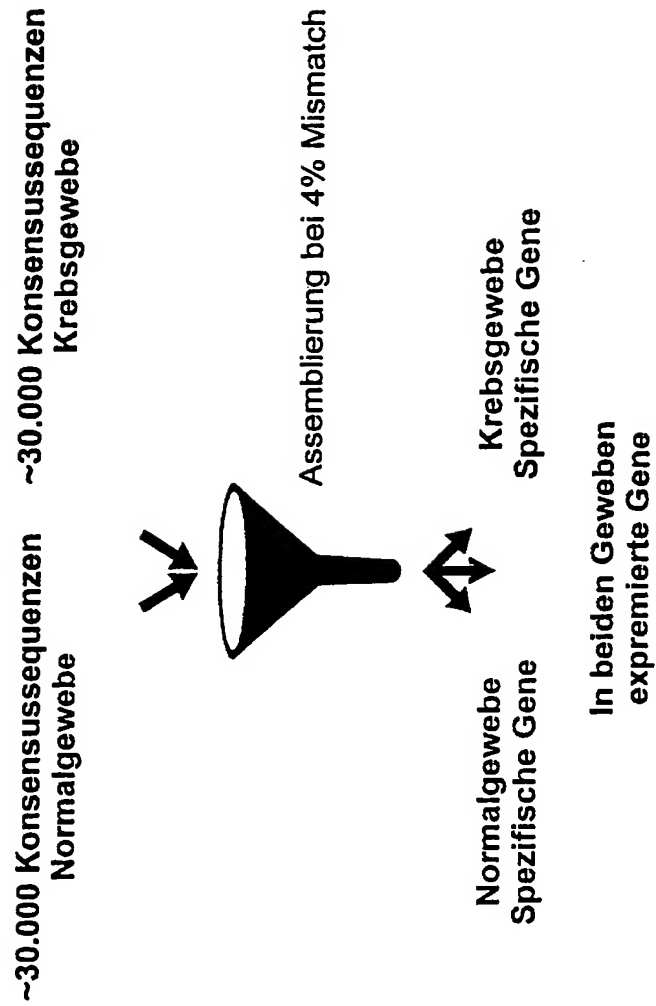 ~30.000 Konsensussequenzen
Normalgewebe
~30.000 Konsensussequenzen
Krebsgewebe
Assemblierung bei 4% Mismatch
Normalgewebe
Spezifische Gene
Krebsgewebe
Spezifische Gene
In beiden Geweben
expremierte Gene